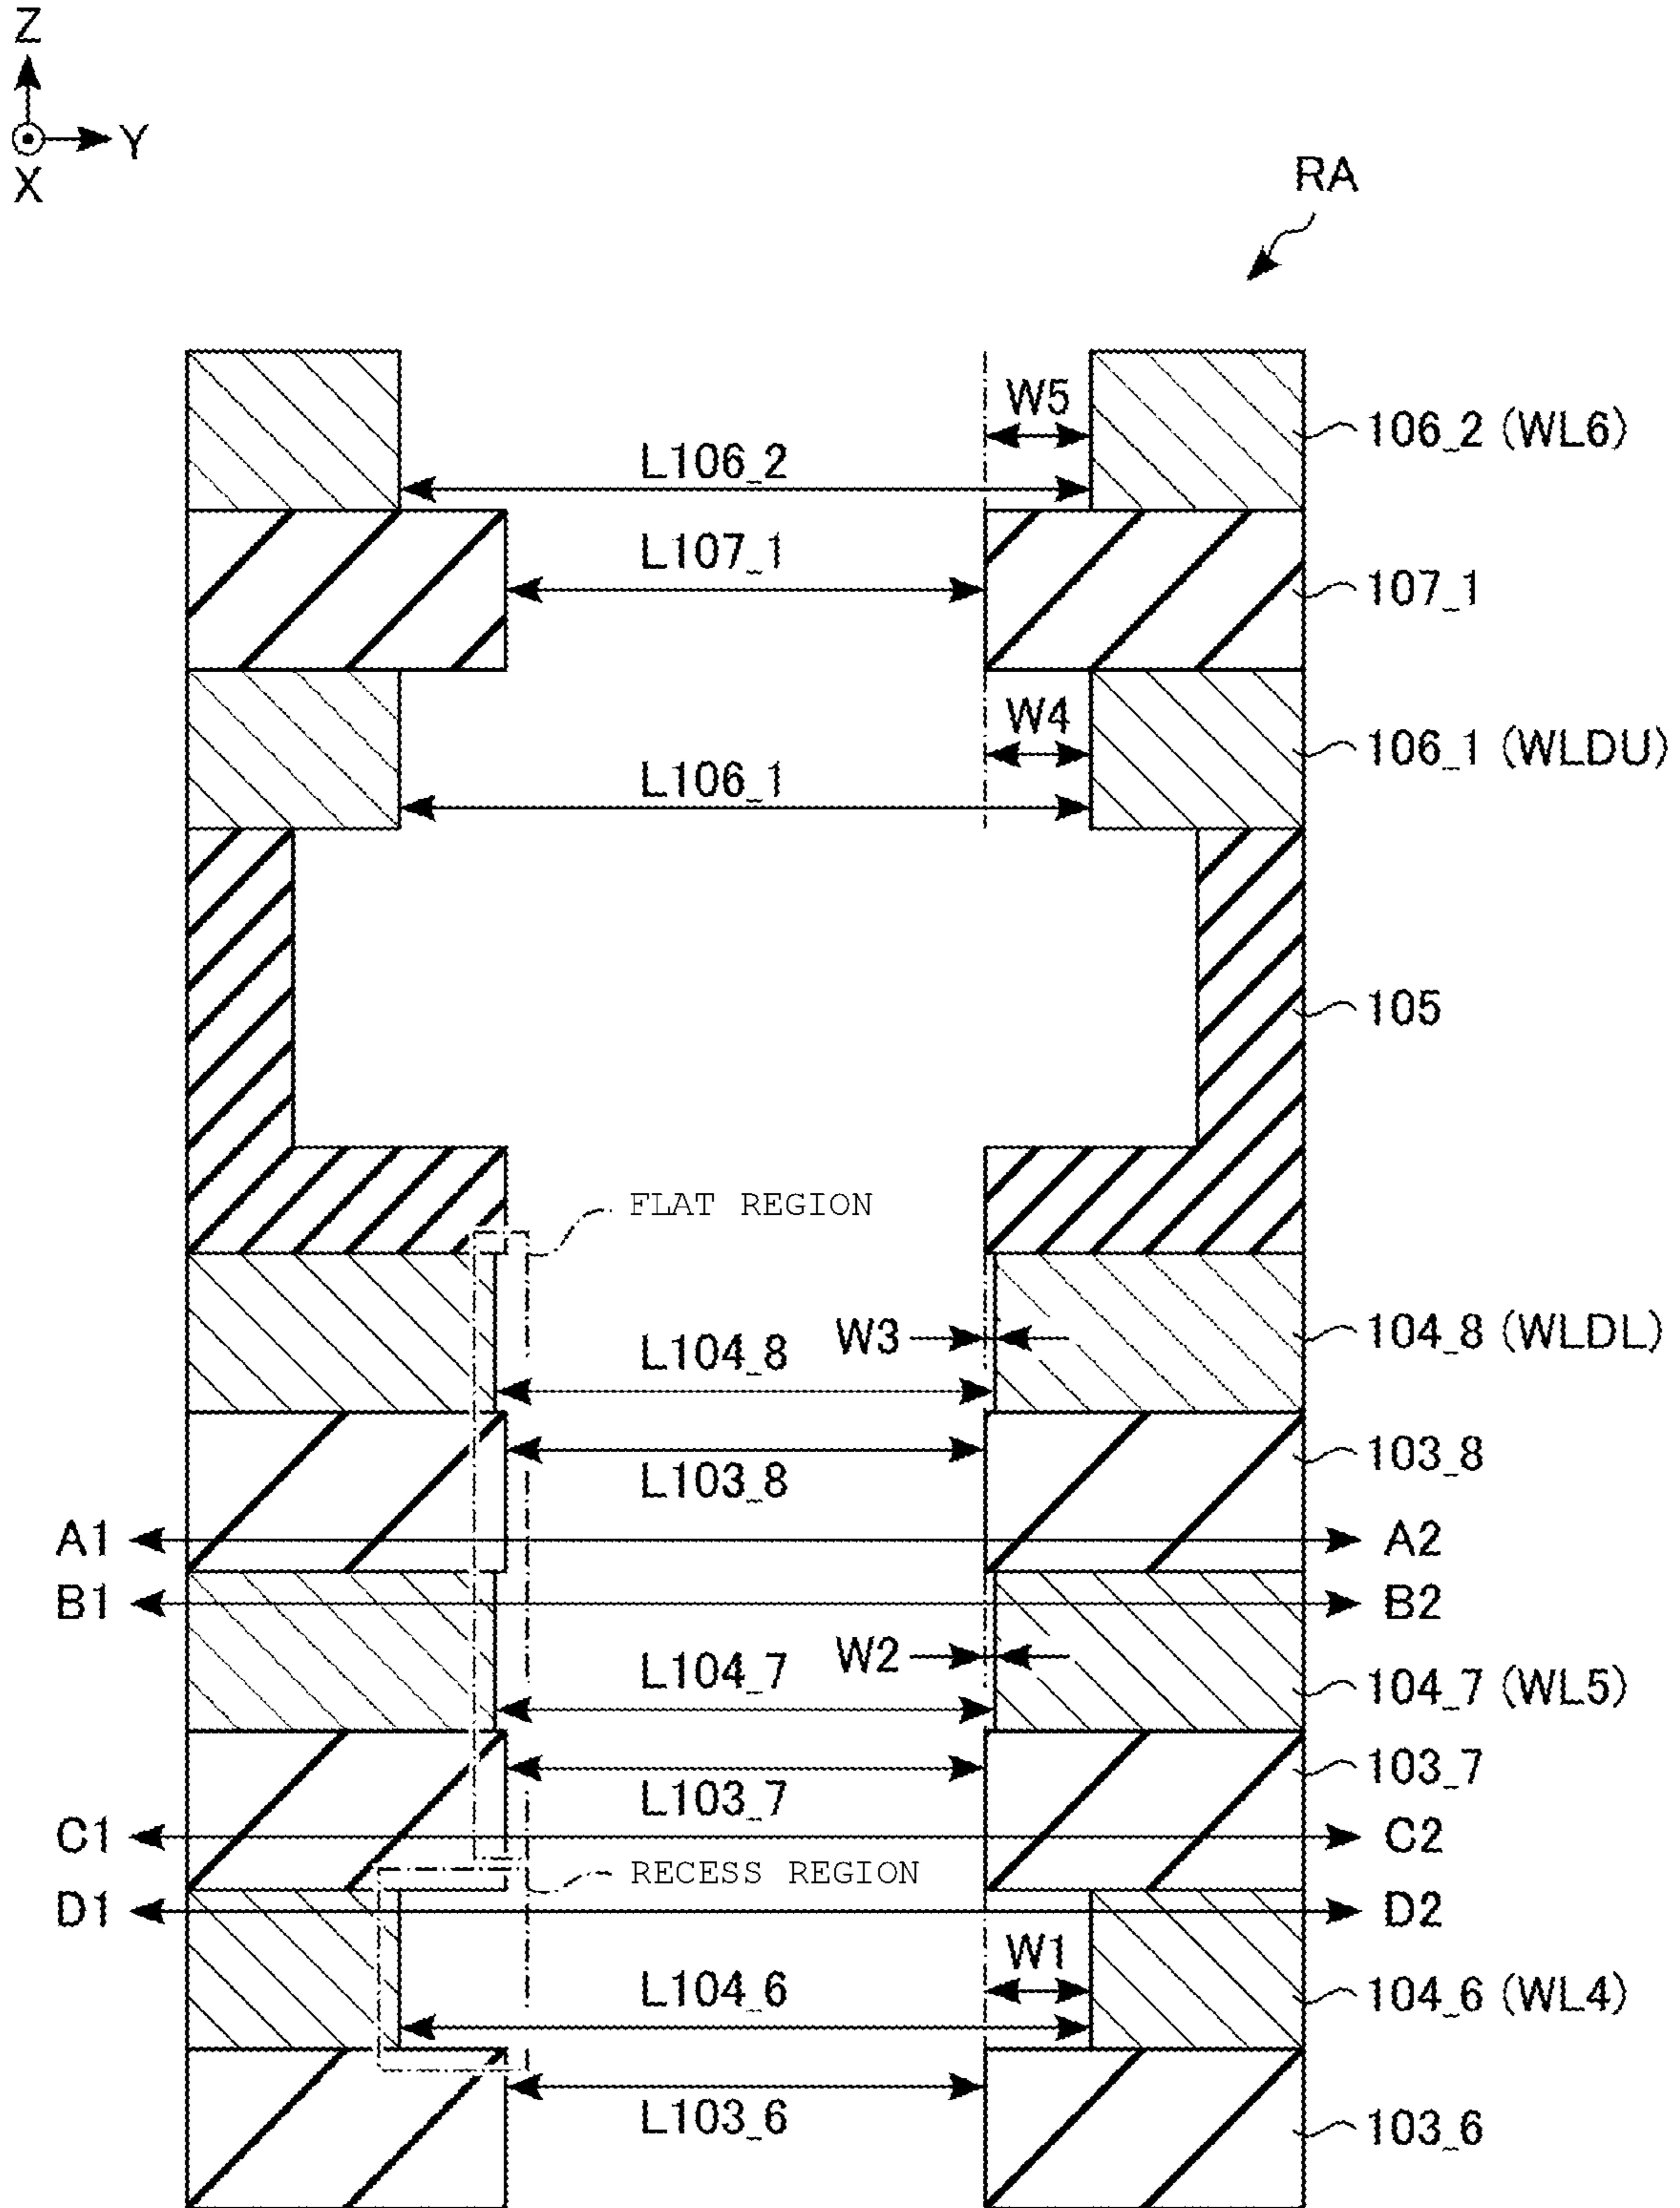 Z
Y
X
RA
W5
106_2 (WL6)
L106_2
L107_1
107_1
W4
106_1 (WLDU)
L106_1
105
FLAT REGION
W3
104_8 (WLDL)
L104_8
103_8
L103_8
A1
A2
B1
B2
W2
L104_7
104_7 (WL5)
103_7
L103_7
C1
C2
RECESS REGION
D1
D2
W1
L104_6
104_6 (WL4)
L103_6
103_6